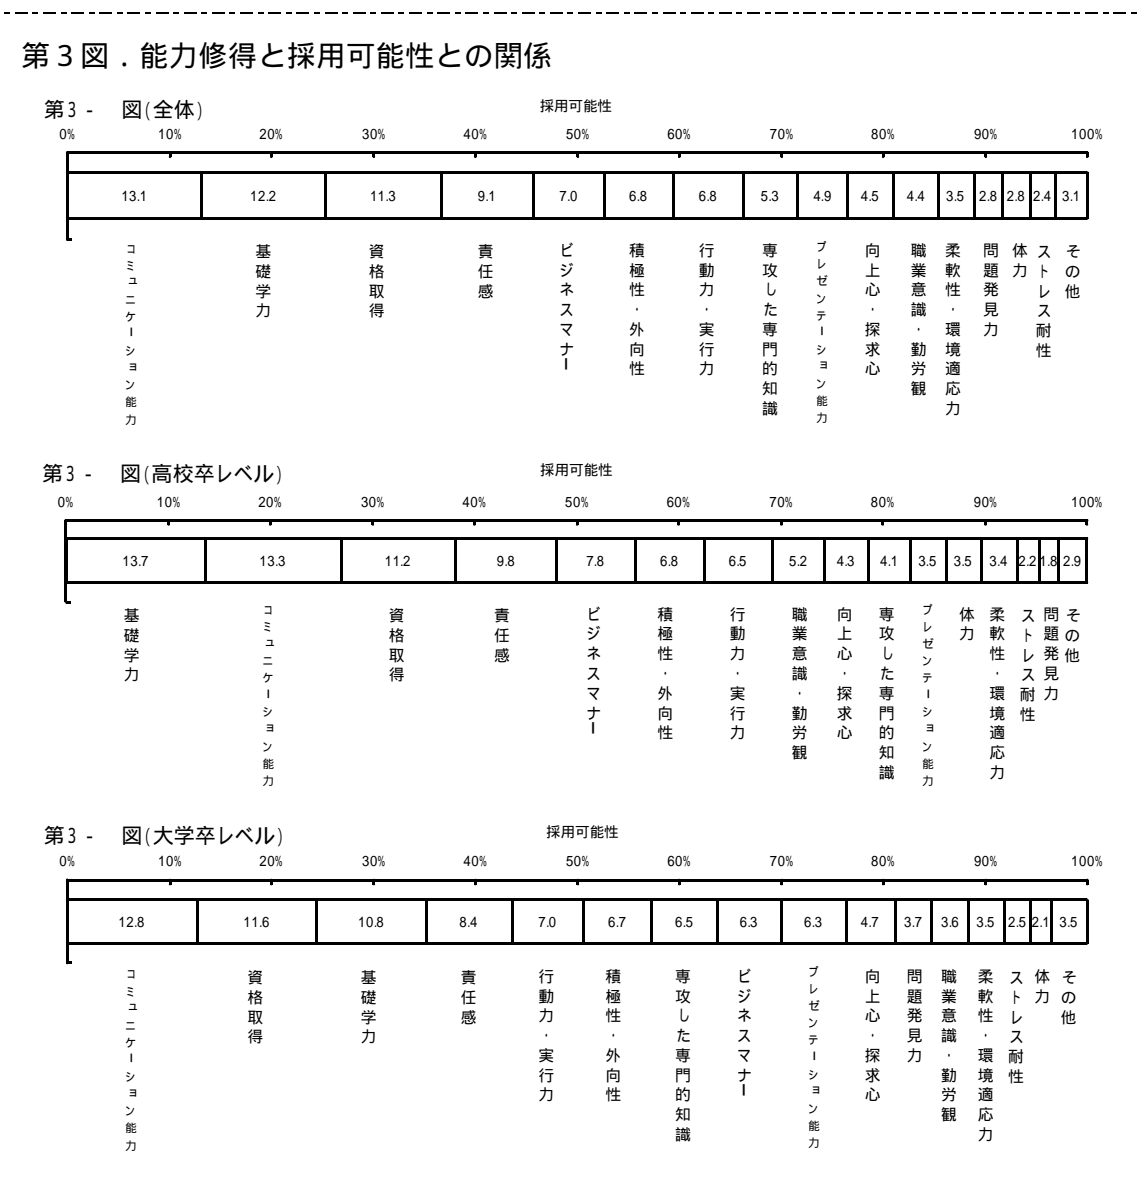 第３図．能力修得と採用可能性との関係
第3- 図(全体)
採用可能性
0% 10% 20% 30% 40% 50% 60% 70% 80% 90% 100%
13.1 12.2 11.3 9.1 7.0 6.8 6.8 5.3 4.9 4.5 4.4 3.5 2.8 2.8 2.4 3.1
コミュニケーション能力
基礎学力
資格取得
責任感
ビジネスマナー
積極性・外向性
行動力・実行力
専攻した専門的知識
プレゼンテーション能力
向上心・探求心
職業意識・勤労観
柔軟性・環境適応力
問題発見力
体力
ストレス耐性
その他
第3- 図(高校卒レベル)
採用可能性
0% 10% 20% 30% 40% 50% 60% 70% 80% 90% 100%
13.7 13.3 11.2 9.8 7.8 6.8 6.5 5.2 4.3 4.1 3.5 3.5 3.4 2.2 1.8 2.9
基礎学力
コミュニケーション能力
資格取得
責任感
ビジネスマナー
積極性・外向性
行動力・実行力
職業意識・勤労観
向上心・探求心
専攻した専門的知識
プレゼンテーション能力
体力
柔軟性・環境適応力
ストレス耐性
問題発見力
その他
第3- 図(大学卒レベル)
採用可能性
0% 10% 20% 30% 40% 50% 60% 70% 80% 90% 100%
12.8 11.6 10.8 8.4 7.0 6.7 6.5 6.3 6.3 4.7 3.7 3.6 3.5 2.5 2.1 3.5
コミュニケーション能力
資格取得
基礎学力
責任感
行動力・実行力
積極性・外向性
専攻した専門的知識
ビジネスマナー
プレゼンテーション能力
向上心・探求心
問題発見力
職業意識・勤労観
柔軟性・環境適応力
ストレス耐性
体力
その他